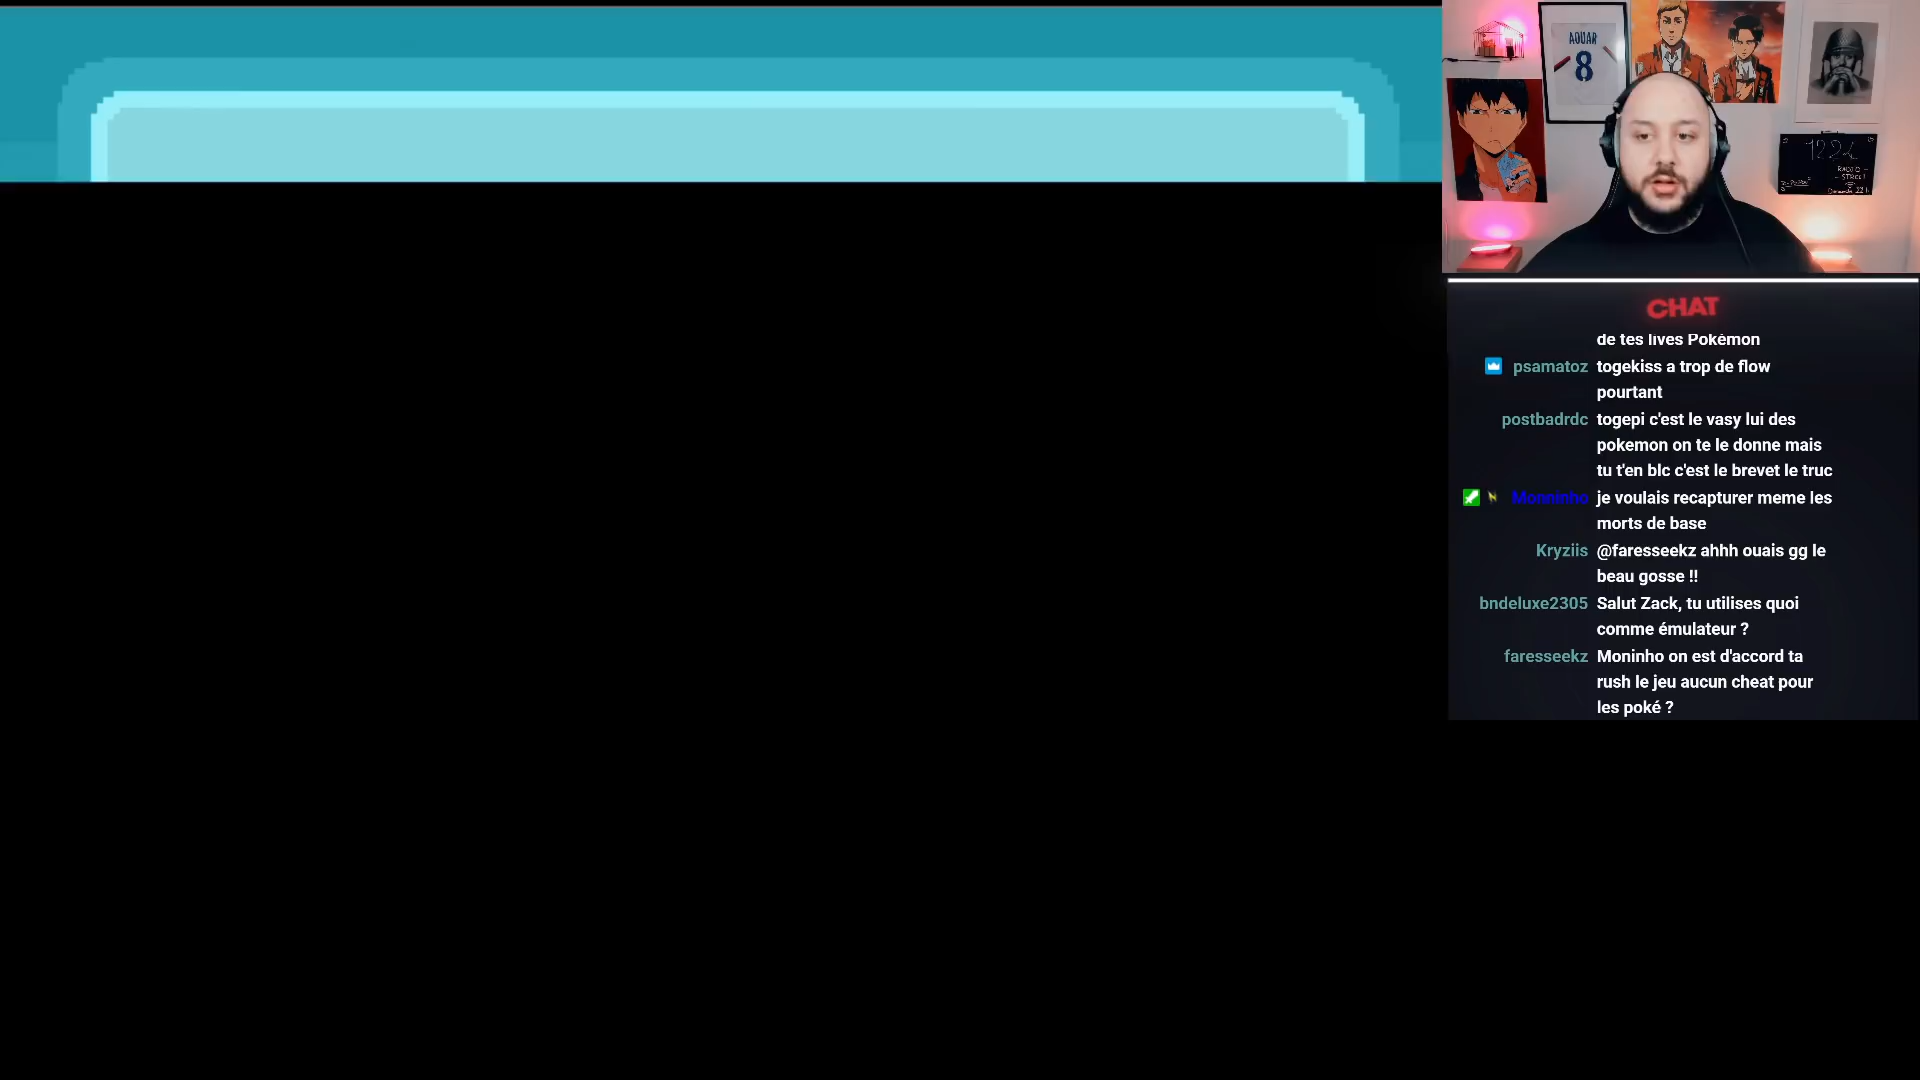 AOUAR
8
CHAT
de tes lives Pokémon
psamatoz togekiss a trop de flow
pourtant
postbadrdc togepi c'est le vasy lui des
pokemon on te le donne mais
tu t'en blc c'est le brevet le truc
Monninho je voulais recapturer meme les
morts de base
Kryziis @faresseekz ahhh ouais gg le
beau gosse !!
bndeluxe2305 Salut Zack, tu utilises quoi
comme émulateur ?
faresseekz Moninho on est d'accord ta
rush le jeu aucun cheat pour
les poké ?